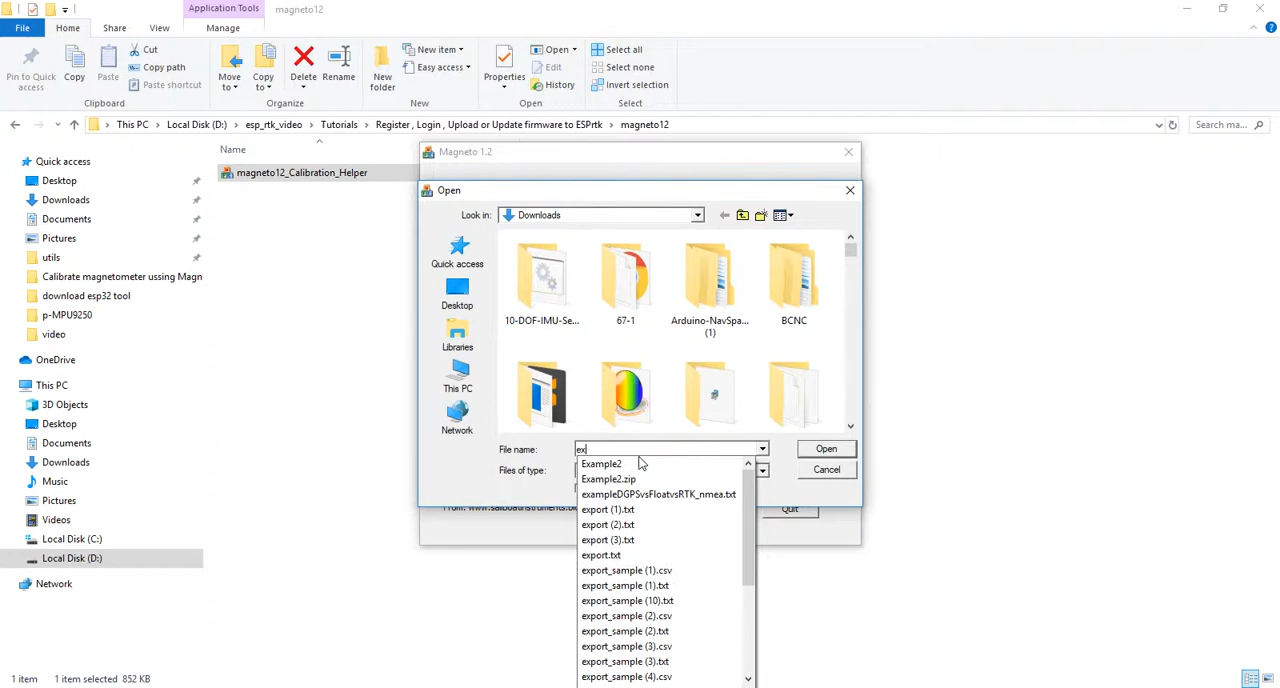 Application Tools
magneto12
File
Home
Share
View
Manage
Pin to Quick access
Copy
Paste
Cut
Copy path
Paste shortcut
Clipboard
Move to
Copy to
Delete
Rename
Organize
New folder
New item
Easy access
New
Properties
Open
Edit
History
Open
Select all
Select none
Invert selection
Select
This PC
Local Disk (D:)
esp_rtk_video
Tutorials
Register , Login , Upload or Update firmware to ESPrtk
magneto12
Search ma...
Quick access
Desktop
Downloads
Documents
Pictures
utils
Calibrate magnetometer ussing Magn
download esp32 tool
p-MPU9250
video
OneDrive
This PC
3D Objects
Desktop
Documents
Downloads
Music
Pictures
Videos
Local Disk (C:)
Local Disk (D:)
Network
Name
magneto12_Calibration_Helper
Magneto 1.2
Open
Look in:
Downloads
Quick access
Desktop
Libraries
This PC
Network
10-DOF-IMU-Se...
67-1
Arduino-NavSpa... (1)
BCNC
File name:
ex
Open
Files of type:
Cancel
Quit
Example2
Example2.zip
exampleDGPSvsFloatvsRTK_nmea.txt
export (1).txt
export (2).txt
export (3).txt
export.txt
export_sample (1).csv
export_sample (1).txt
export_sample (10).txt
export_sample (2).csv
export_sample (2).txt
export_sample (3).csv
export_sample (3).txt
export_sample (4).csv
1 item
1 item selected 852 KB